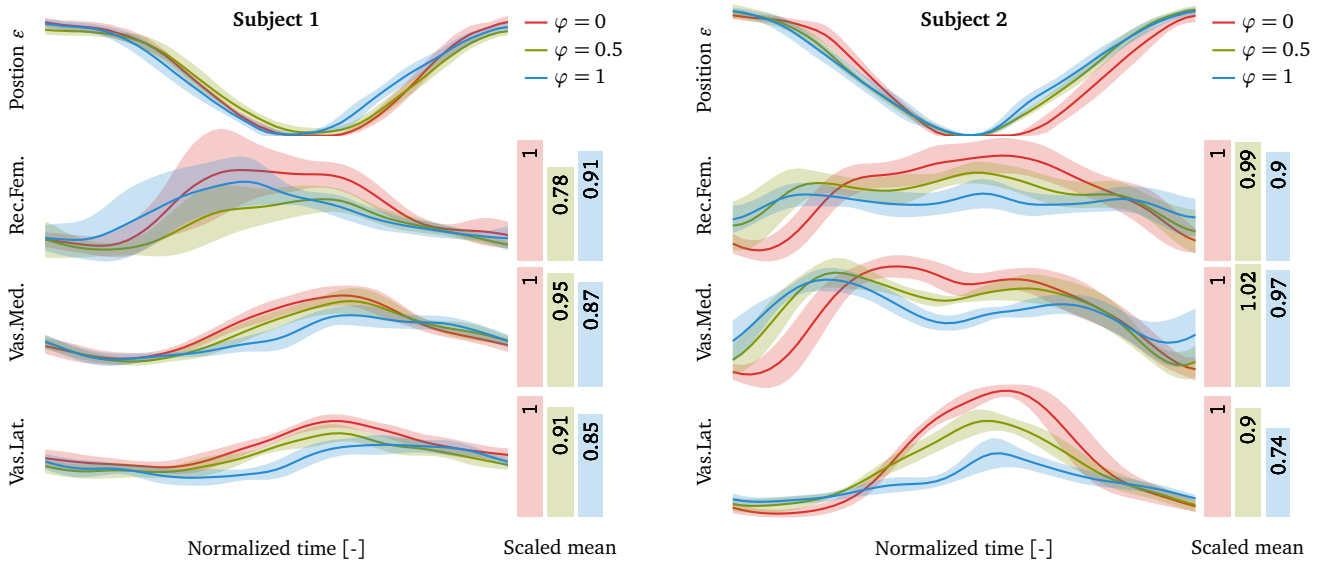 Subject 1
φ = 0
φ = 0.5
φ = 1
Postion ε
Rec.Fem.
1
0.78
0.91
Vas.Med.
1
0.95
0.87
Vas.Lat.
1
0.91
0.85
Normalized time [-]
Scaled mean
Subject 2
φ = 0
φ = 0.5
φ = 1
Position ε
Rec.Fem.
1
0.99
0.9
Vas.Med.
1
1.02
0.97
Vas.Lat.
1
0.9
0.74
Normalized time [-]
Scaled mean